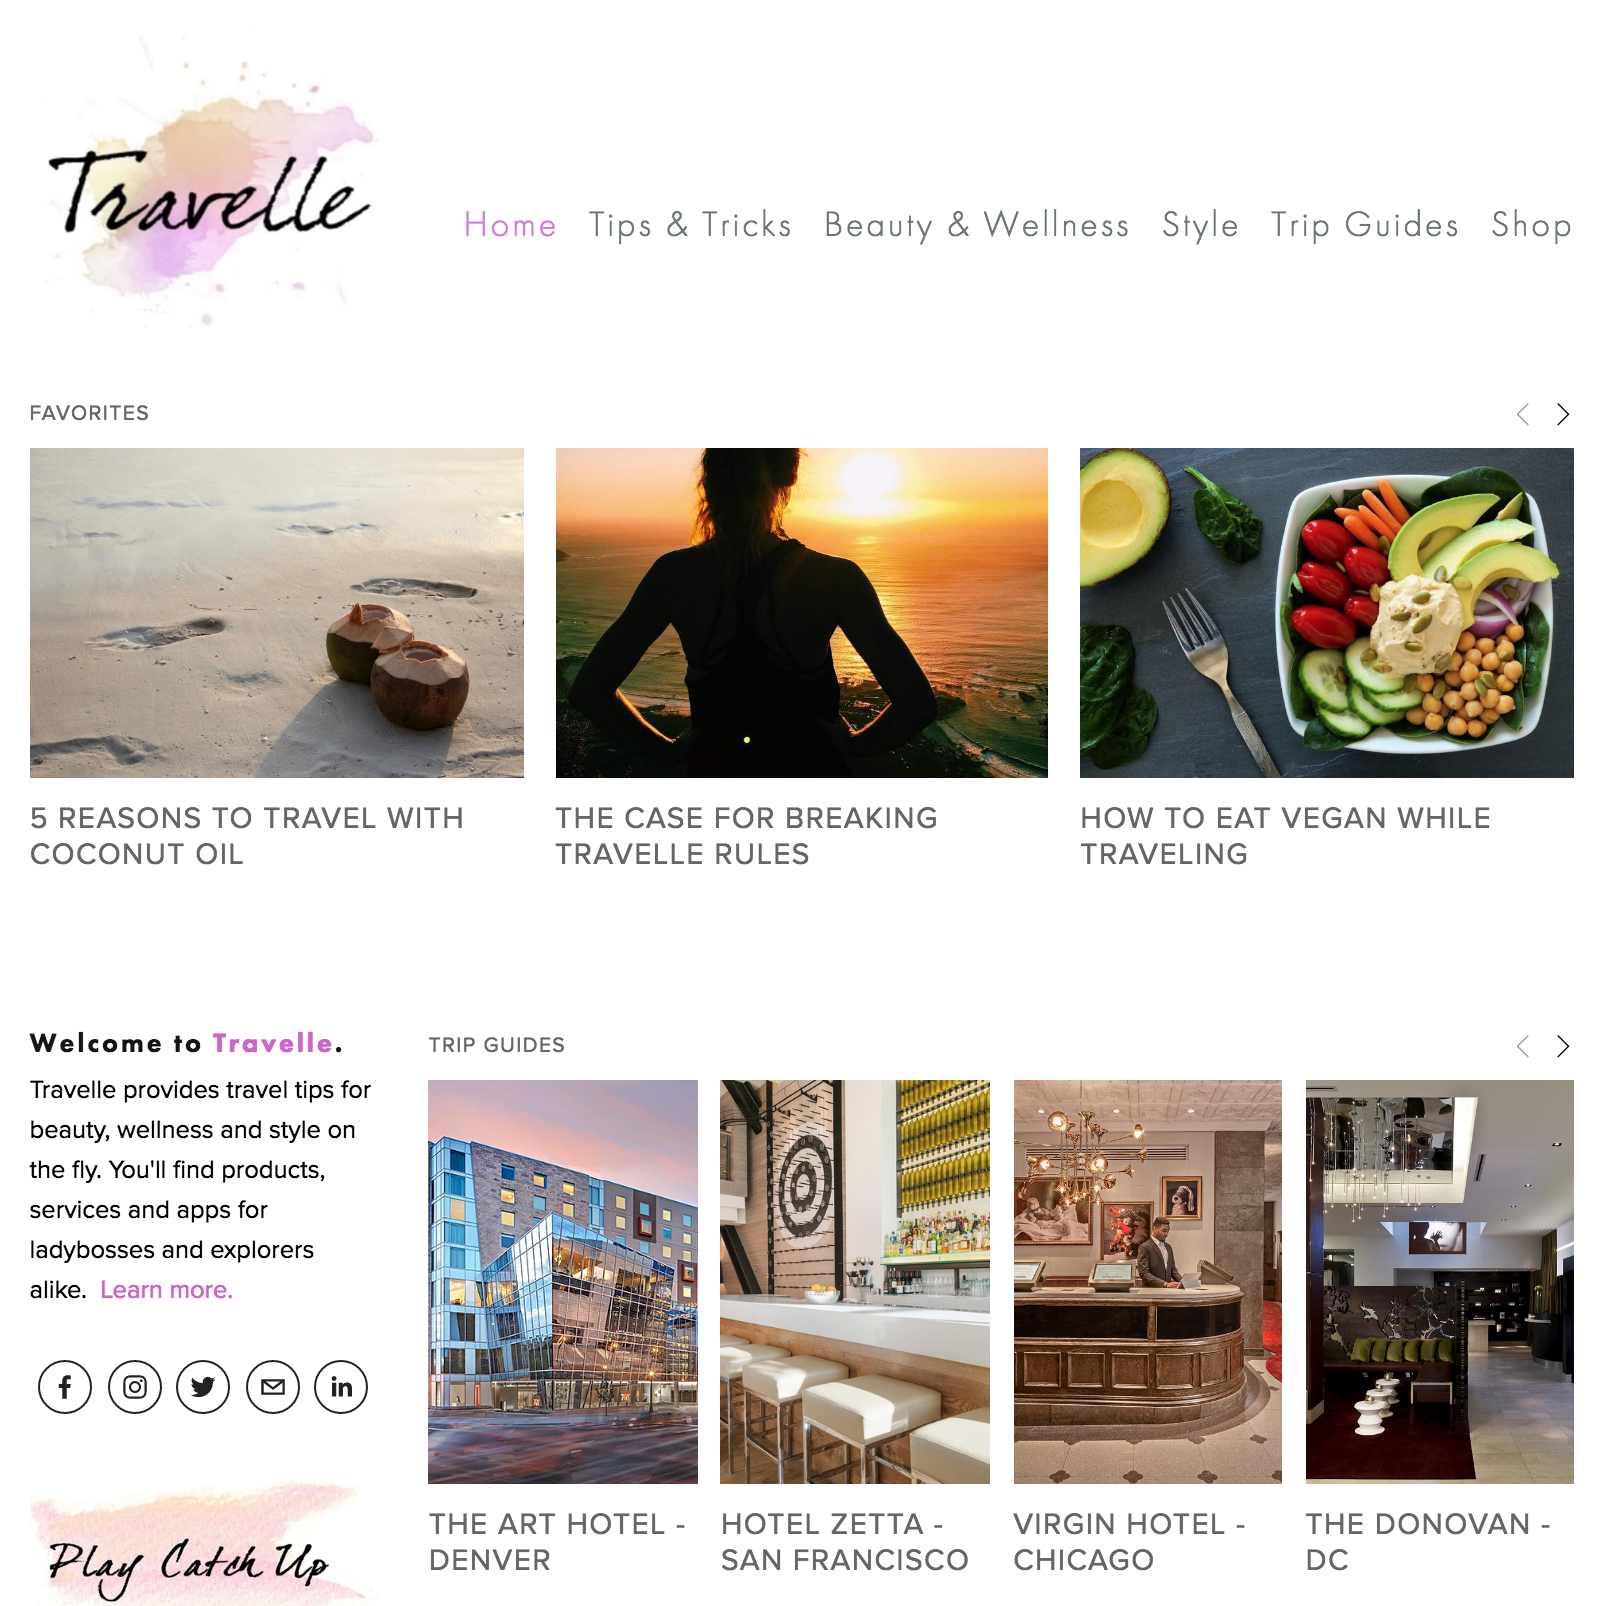 Travelle
Home Tips & Tricks Beauty & Wellness Style Trip Guides Shop
FAVORITES
5 REASONS TO TRAVEL WITH
COCONUT OIL
THE CASE FOR BREAKING
TRAVELLE RULES
HOW TO EAT VEGAN WHILE
TRAVELING
Welcome to Travelle.
Travelle provides travel tips for
beauty, wellness and style on
the fly. You'll find products,
services and apps for
ladybosses and explorers
alike. Learn more.
Play Catch Up
TRIP GUIDES
THE ART HOTEL -
DENVER
HOTEL ZETTA -
SAN FRANCISCO
VIRGIN HOTEL -
CHICAGO
THE DONOVAN -
DC